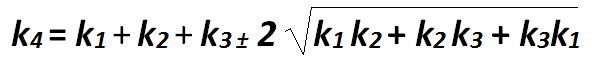 k₄ = k₁ + k₂ + k₃ ± 2 √k₁k₂ + k₂k₃ + k₃k₁